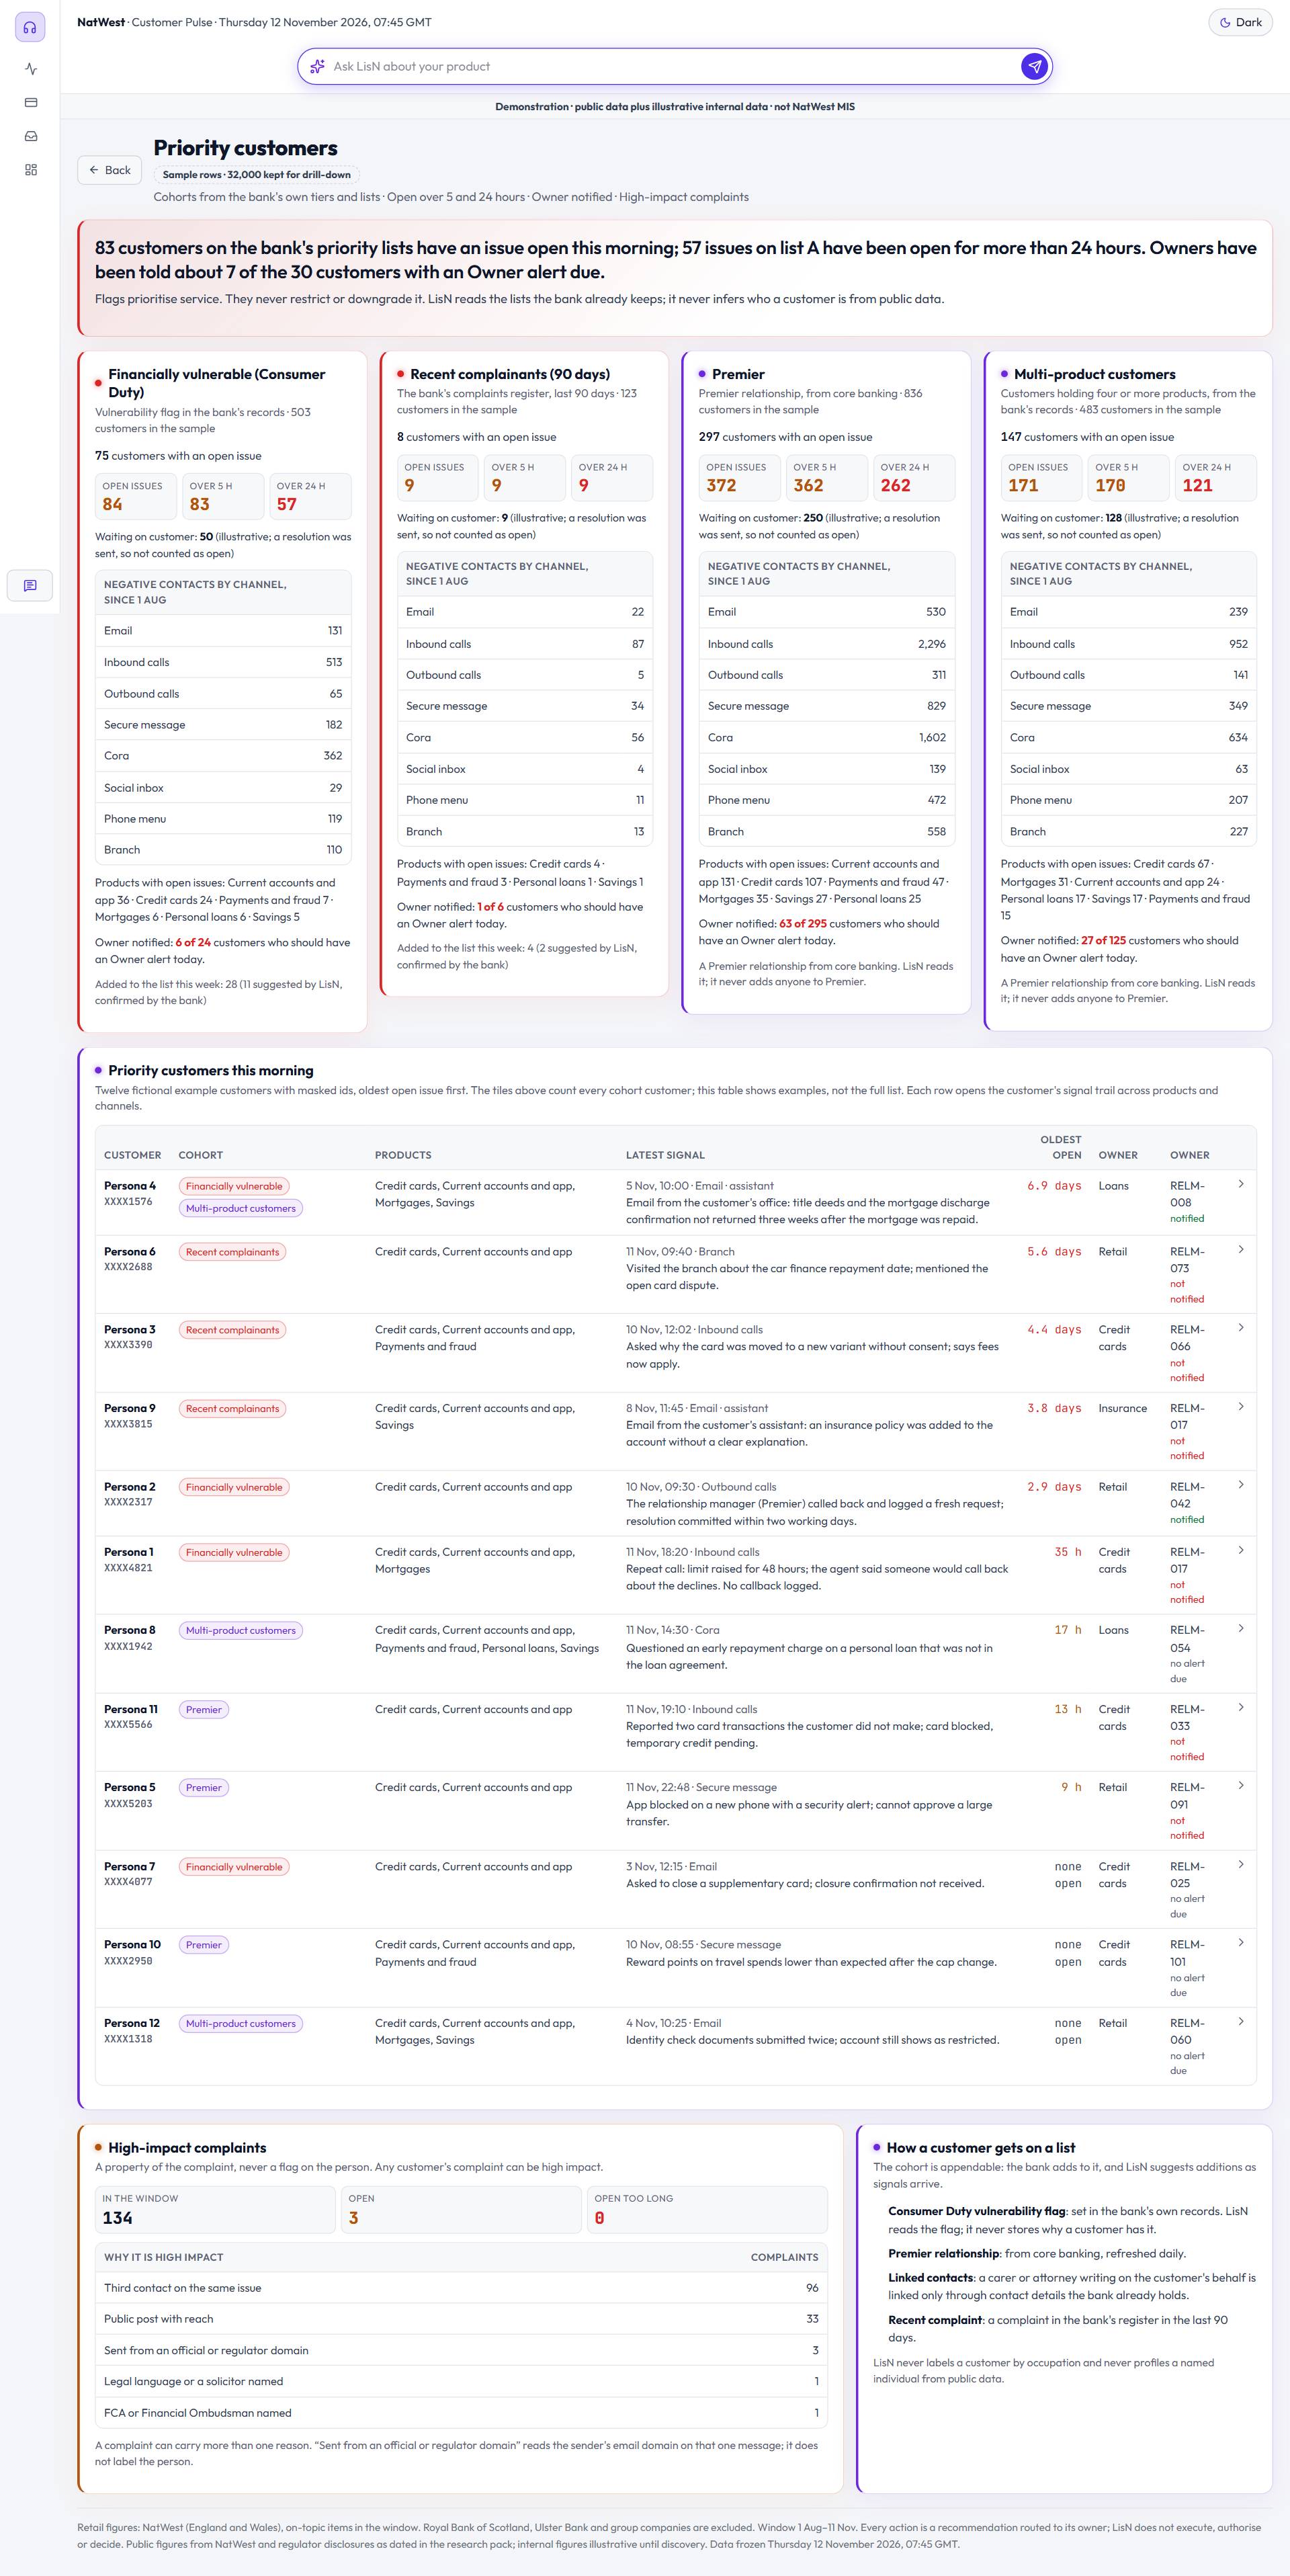 NatWest · Customer Pulse · Thursday 12 November 2026, 07:45 GMT
Dark
Ask LisN about your product
Demonstration · public data plus illustrative internal data · not NatWest MIS
Back
Priority customers
Sample rows · 32,000 kept for drill-down
Cohorts from the bank's own tiers and lists · Open over 5 and 24 hours · Owner notified · High-impact complaints
83 customers on the bank's priority lists have an issue open this morning; 57 issues on list A have been open for more than 24 hours. Owners have
been told about 7 of the 30 customers with an Owner alert due.
Flags prioritise service. They never restrict or downgrade it. LisN reads the lists the bank already keeps; it never infers who a customer is from public data.
Financially vulnerable (Consumer
Duty)
Vulnerability flag in the bank's records · 503
customers in the sample
75 customers with an open issue
OPEN ISSUES OVER 5 H OVER 24 H
84 83 57
Waiting on customer: 50 (illustrative; a resolution was
sent, so not counted as open)
NEGATIVE CONTACTS BY CHANNEL,
SINCE 1 AUG
Email 131
Inbound calls 513
Outbound calls 65
Secure message 182
Cora 362
Social inbox 29
Phone menu 119
Branch 110
Products with open issues: Current accounts and
app 36 · Credit cards 24 · Payments and fraud 7 ·
Mortgages 6 · Personal loans 6 · Savings 5
Owner notified: 6 of 24 customers who should have
an Owner alert today.
Added to the list this week: 28 (11 suggested by LisN,
confirmed by the bank)
Recent complainants (90 days)
The bank's complaints register, last 90 days · 123
customers in the sample
8 customers with an open issue
OPEN ISSUES OVER 5 H OVER 24 H
9 9 9
Waiting on customer: 9 (illustrative; a resolution was
sent, so not counted as open)
NEGATIVE CONTACTS BY CHANNEL,
SINCE 1 AUG
Email 22
Inbound calls 87
Outbound calls 5
Secure message 34
Cora 56
Social inbox 4
Phone menu 11
Branch 13
Products with open issues: Credit cards 4 ·
Payments and fraud 3 · Personal loans 1 · Savings 1
Owner notified: 1 of 6 customers who should have
an Owner alert today.
Added to the list this week: 4 (2 suggested by LisN,
confirmed by the bank)
Premier
Premier relationship, from core banking · 836
customers in the sample
297 customers with an open issue
OPEN ISSUES OVER 5 H OVER 24 H
372 362 262
Waiting on customer: 250 (illustrative; a resolution
was sent, so not counted as open)
NEGATIVE CONTACTS BY CHANNEL,
SINCE 1 AUG
Email 530
Inbound calls 2,296
Outbound calls 311
Secure message 829
Cora 1,602
Social inbox 139
Phone menu 472
Branch 558
Products with open issues: Current accounts and
app 131 · Credit cards 107 · Payments and fraud 47 ·
Mortgages 35 · Savings 27 · Personal loans 25
Owner notified: 63 of 295 customers who should
have an Owner alert today.
A Premier relationship from core banking. LisN reads
it; it never adds anyone to Premier.
Multi-product customers
Customers holding four or more products, from the
bank's records · 483 customers in the sample
147 customers with an open issue
OPEN ISSUES OVER 5 H OVER 24 H
171 170 121
Waiting on customer: 128 (illustrative; a resolution
was sent, so not counted as open)
NEGATIVE CONTACTS BY CHANNEL,
SINCE 1 AUG
Email 239
Inbound calls 952
Outbound calls 141
Secure message 349
Cora 634
Social inbox 63
Phone menu 207
Branch 227
Products with open issues: Credit cards 67 ·
Mortgages 31 · Current accounts and app 24 ·
Personal loans 17 · Savings 17 · Payments and fraud
15
Owner notified: 27 of 125 customers who should
have an Owner alert today.
A Premier relationship from core banking. LisN reads
it; it never adds anyone to Premier.
Priority customers this morning
Twelve fictional example customers with masked ids, oldest open issue first. The tiles above count every cohort customer; this table shows examples, not the full list. Each row opens the customer's signal trail across products and
channels.
CUSTOMER COHORT PRODUCTS LATEST SIGNAL OLDEST OPEN OWNER OWNER
Persona 4 Financially vulnerable Credit cards, Current accounts and app, 5 Nov, 10:00 · Email · assistant 6.9 days Loans RELM-
XXXX1576 Multi-product customers Mortgages, Savings Email from the customer's office: title deeds and the mortgage discharge 008
confirmation not returned three weeks after the mortgage was repaid. notified
Persona 6 Recent complainants Credit cards, Current accounts and app 11 Nov, 09:40 · Branch 5.6 days Retail RELM-
XXXX2688 Visited the branch about the car finance repayment date; mentioned the 073
open card dispute. not
notified
Persona 3 Recent complainants Credit cards, Current accounts and app, 10 Nov, 12:02 · Inbound calls 4.4 days Credit RELM-
XXXX3390 Payments and fraud Asked why the card was moved to a new variant without consent; says fees cards 066
now apply. not
notified
Persona 9 Recent complainants Credit cards, Current accounts and app, 8 Nov, 11:45 · Email · assistant 3.8 days Insurance RELM-
XXXX3815 Savings Email from the customer's assistant: an insurance policy was added to the 017
account without a clear explanation. not
notified
Persona 2 Financially vulnerable Credit cards, Current accounts and app 10 Nov, 09:30 · Outbound calls 2.9 days Retail RELM-
XXXX2317 The relationship manager (Premier) called back and logged a fresh request; 042
resolution committed within two working days. notified
Persona 1 Financially vulnerable Credit cards, Current accounts and app, 11 Nov, 18:20 · Inbound calls 35 h Credit RELM-
XXXX4821 Mortgages Repeat call: limit raised for 48 hours; the agent said someone would call back cards 017
about the declines. No callback logged. not
notified
Persona 8 Multi-product customers Credit cards, Current accounts and app, 11 Nov, 14:30 · Cora 17 h Loans RELM-
XXXX1942 Payments and fraud, Personal loans, Savings Questioned an early repayment charge on a personal loan that was not in 054
the loan agreement. no alert
due
Persona 11 Premier Credit cards, Current accounts and app 11 Nov, 19:10 · Inbound calls 13 h Credit RELM-
XXXX5566 Reported two card transactions the customer did not make; card blocked, cards 033
temporary credit pending. not
notified
Persona 5 Premier Credit cards, Current accounts and app 11 Nov, 22:48 · Secure message 9 h Retail RELM-
XXXX5203 App blocked on a new phone with a security alert; cannot approve a large 091
transfer. not
notified
Persona 7 Financially vulnerable Credit cards, Current accounts and app 3 Nov, 12:15 · Email none Credit RELM-
XXXX4077 Asked to close a supplementary card; closure confirmation not received. open cards 025
no alert
due
Persona 10 Premier Credit cards, Current accounts and app, 10 Nov, 08:55 · Secure message none Credit RELM-
XXXX2950 Payments and fraud Reward points on travel spends lower than expected after the cap change. open cards 101
no alert
due
Persona 12 Multi-product customers Credit cards, Current accounts and app, 4 Nov, 10:25 · Email none Retail RELM-
XXXX1318 Mortgages, Savings Identity check documents submitted twice; account still shows as restricted. open 060
no alert
due
High-impact complaints
A property of the complaint, never a flag on the person. Any customer's complaint can be high impact.
IN THE WINDOW OPEN OPEN TOO LONG
134 3 0
WHY IT IS HIGH IMPACT COMPLAINTS
Third contact on the same issue 96
Public post with reach 33
Sent from an official or regulator domain 3
Legal language or a solicitor named 1
FCA or Financial Ombudsman named 1
A complaint can carry more than one reason. “Sent from an official or regulator domain” reads the sender's email domain on that one message; it does
not label the person.
How a customer gets on a list
The cohort is appendable: the bank adds to it, and LisN suggests additions as
signals arrive.
Consumer Duty vulnerability flag: set in the bank's own records. LisN
reads the flag; it never stores why a customer has it.
Premier relationship: from core banking, refreshed daily.
Linked contacts: a carer or attorney writing on the customer's behalf is
linked only through contact details the bank already holds.
Recent complaint: a complaint in the bank's register in the last 90
days.
LisN never labels a customer by occupation and never profiles a named
individual from public data.
Retail figures: NatWest (England and Wales), on-topic items in the window. Royal Bank of Scotland, Ulster Bank and group companies are excluded. Window 1 Aug–11 Nov. Every action is a recommendation routed to its owner; LisN does not execute, authorise
or decide. Public figures from NatWest and regulator disclosures as dated in the research pack; internal figures illustrative until discovery. Data frozen Thursday 12 November 2026, 07:45 GMT.